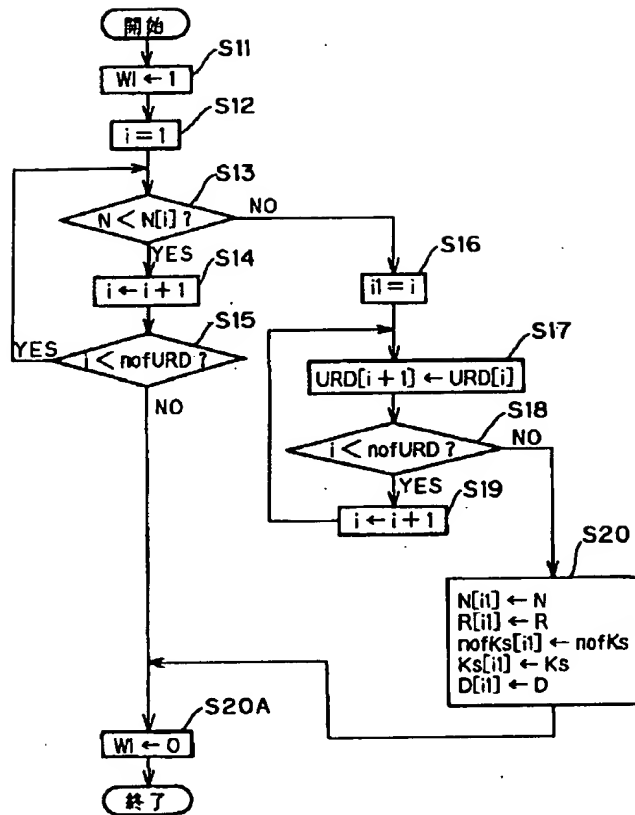 開始
S11
WI ← 1
S12
i = 1
S13
N < N[i] ?
NO
YES
S14
i ← i + 1
S15
YES
i < nofURD ?
NO
S16
i1 = i
S17
URD[i + 1] ← URD[i]
S18
i < nofURD ?
NO
YES
S19
i ← i + 1
S20
N[i1] ← N
R[i1] ← R
nofKs[i1] ← nofKs
Ks[i1] ← Ks
D[i1] ← D
S20A
WI ← 0
終了